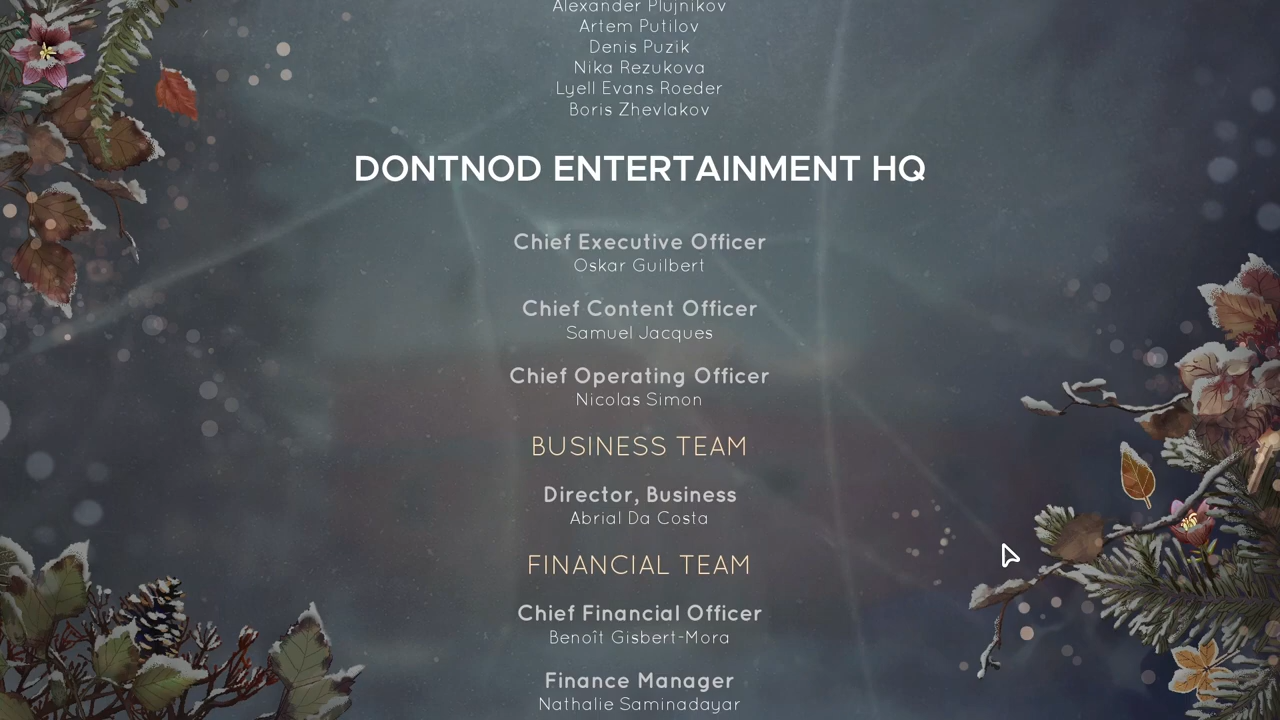 Alexander Plujnikov
Artem Putilov
Denis Puzik
Nika Rezukova
Lyell Evans Roeder
Boris Zhevlakov
DONTNOD ENTERTAINMENT HQ
Chief Executive Officer
Oskar Guilbert
Chief Content Officer
Samuel Jacques
Chief Operating Officer
Nicolas Simon
BUSINESS TEAM
Director, Business
Abrial Da Costa
FINANCIAL TEAM
Chief Financial Officer
Benoît Gisbert-Mora
Finance Manager
Nathalie Saminadayar